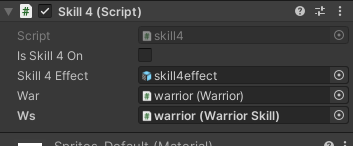 Skill 4 (Script)
Script skill4
Is Skill 4 On
Skill 4 Effect skill4effect
War warrior (Warrior)
Ws warrior (Warrior Skill)
Sprites-Default (Material)